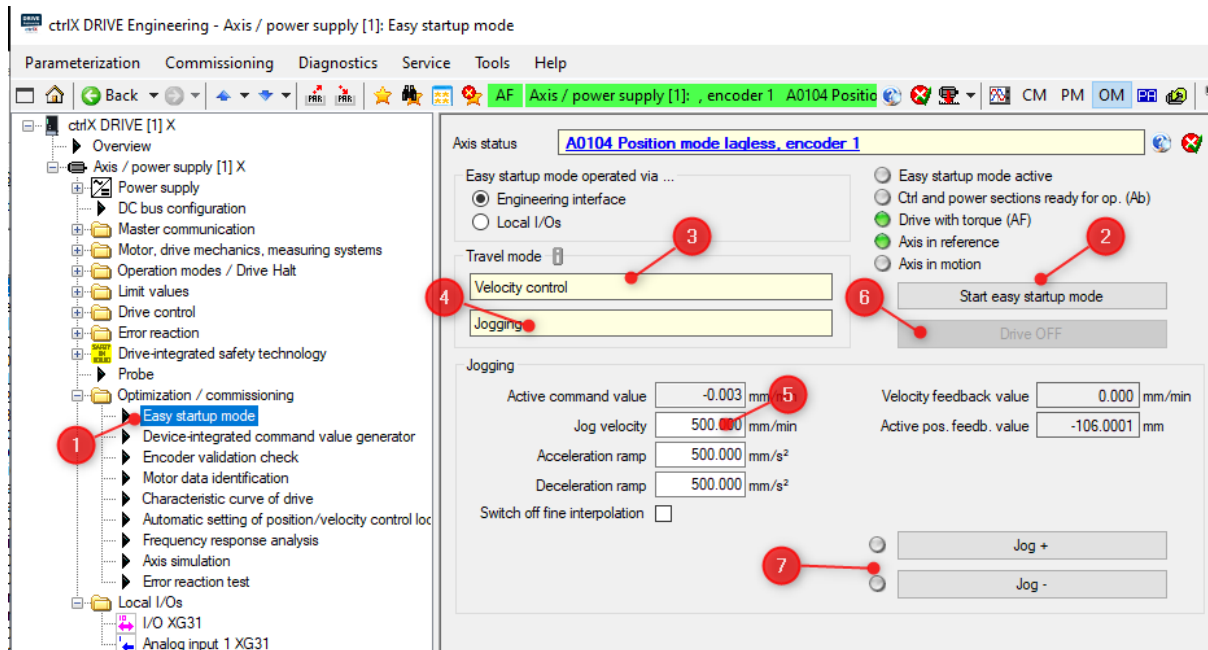 ctrlX DRIVE Engineering - Axis / power supply [1]: Easy startup mode
Parameterization Commissioning Diagnostics Service Tools Help
Back AF Axis / power supply [1]: , encoder 1 A0104 Positio CM PM OM
ctrlX DRIVE [1] X
Overview
Axis / power supply [1] X
Power supply
DC bus configuration
Master communication
Motor, drive mechanics, measuring systems
Operation modes / Drive Halt
Limit values
Drive control
Error reaction
Drive-integrated safety technology
Probe
Optimization / commissioning
Easy startup mode
1
Device-integrated command value generator
Encoder validation check
Motor data identification
Characteristic curve of drive
Automatic setting of position/velocity control loc
Frequency response analysis
Axis simulation
Error reaction test
Local I/Os
I/O XG31
Analog input 1 XG31
Axis status A0104 Position mode lagless, encoder 1
Easy startup mode operated via ...
Engineering interface
Local I/Os
Easy startup mode active
Ctrl and power sections ready for op. (Ab)
Drive with torque (AF)
Axis in reference
Axis in motion
2
Start easy startup mode
6
Drive OFF
Travel mode
3
Velocity control
4
Jogging
Jogging
Active command value -0.003 mm/min
5
Jog velocity 500.000 mm/min
Acceleration ramp 500.000 mm/s²
Deceleration ramp 500.000 mm/s²
Switch off fine interpolation
Velocity feedback value 0.000 mm/min
Active pos. feedb. value -106.0001 mm
7
Jog +
Jog -